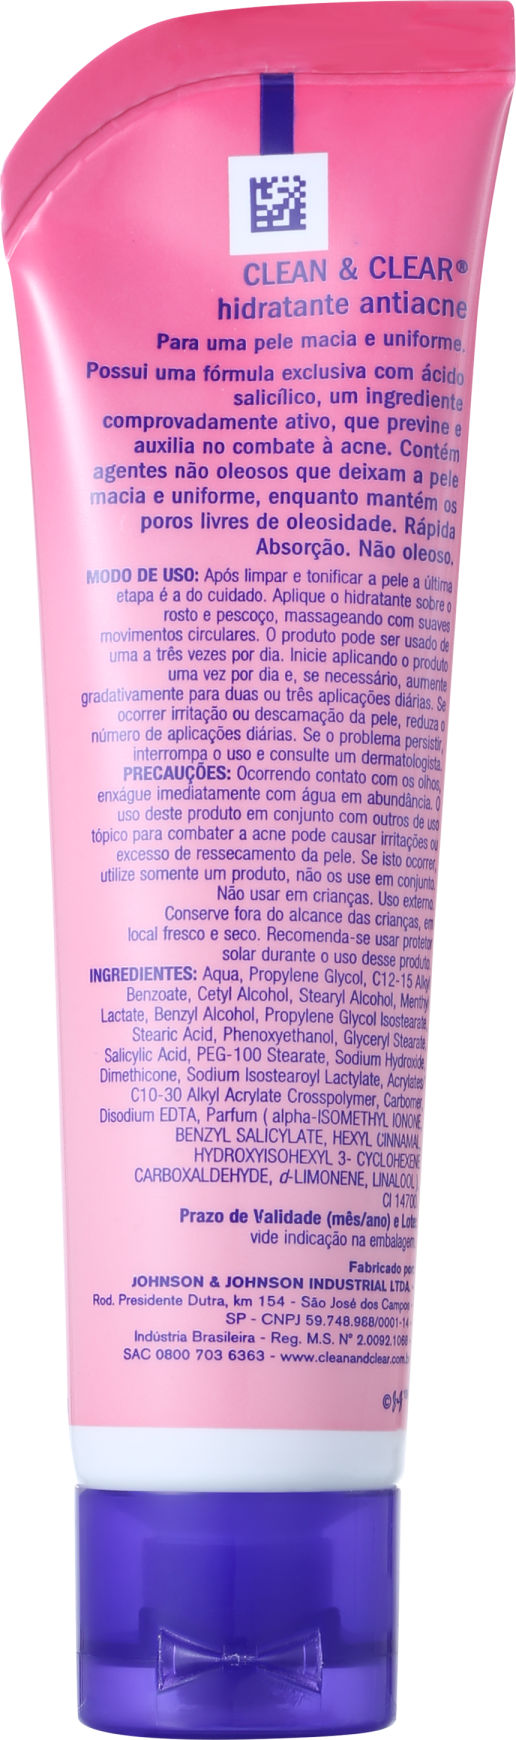 CLEAN & CLEAR®
hidratante antiacne
Para uma pele macia e uniforme.
Possui uma fórmula exclusiva com ácido
salicílico, um ingrediente
comprovadamente ativo, que previne e
auxilia no combate à acne. Contém
agentes não oleosos que deixam a pele
macia e uniforme, enquanto mantém os
poros livres de oleosidade. Rápida
Absorção. Não oleoso.
MODO DE USO: Após limpar e tonificar a pele a última
etapa é a do cuidado. Aplique o hidratante sobre o
rosto e pescoço, massageando com suaves
movimentos circulares. O produto pode ser usado de
uma a três vezes por dia. Inicie aplicando o produto
uma vez por dia e, se necessário, aumente
gradativamente para duas ou três aplicações diárias. Se
ocorrer irritação ou descamação da pele, reduza o
número de aplicações diárias. Se o problema persistir,
interrompa o uso e consulte um dermatologista.
PRECAUÇÕES: Ocorrendo contato com os olhos,
enxágue imediatamente com água em abundância. O
uso deste produto em conjunto com outros de uso
tópico para combater a acne pode causar irritações ou
excesso de ressecamento da pele. Se isto ocorrer,
utilize somente um produto, não os use em conjunto.
Não usar em crianças. Uso externo.
Conserve fora do alcance das crianças, em
local fresco e seco. Recomenda-se usar protetor
solar durante o uso desse produto.
INGREDIENTES: Aqua, Propylene Glycol, C12-15 Alkyl
Benzoate, Cetyl Alcohol, Stearyl Alcohol, Menthyl
Lactate, Benzyl Alcohol, Propylene Glycol Isostearate,
Stearic Acid, Phenoxyethanol, Glyceryl Stearate,
Salicylic Acid, PEG-100 Stearate, Sodium Hydroxide,
Dimethicone, Sodium Isostearoyl Lactylate, Acrylates
C10-30 Alkyl Acrylate Crosspolymer, Carbomer,
Disodium EDTA, Parfum ( alpha-ISOMETHYL IONONE,
BENZYL SALICYLATE, HEXYL CINNAMAL,
HYDROXYISOHEXYL 3- CYCLOHEXENE
CARBOXALDEHYDE, d-LIMONENE, LINALOOL )
CI 14700.
Prazo de Validade (mês/ano) e Lote:
vide indicação na embalagem.
Fabricado por:
JOHNSON & JOHNSON INDUSTRIAL LTDA. -
Rod. Presidente Dutra, km 154 - São José dos Campos -
SP - CNPJ 59.748.988/0001-14
Indústria Brasileira - Reg. M.S. Nº 2.0092.1066
SAC 0800 703 6363 - www.cleanandclear.com.br